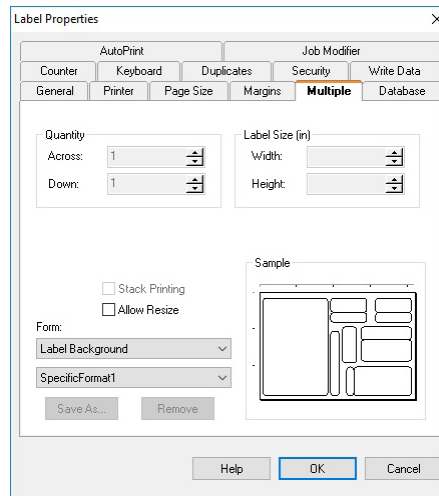 Label Properties
AutoPrint Job Modifier
Counter Keyboard Duplicates Security Write Data
General Printer Page Size Margins Multiple Database
Quantity Label Size (in)
Across: 1 Width:
Down: 1 Height:
Sample
Stack Printing
Allow Resize
Form:
Label Background
SpecificFormat1
Save As... Remove
Help OK Cancel